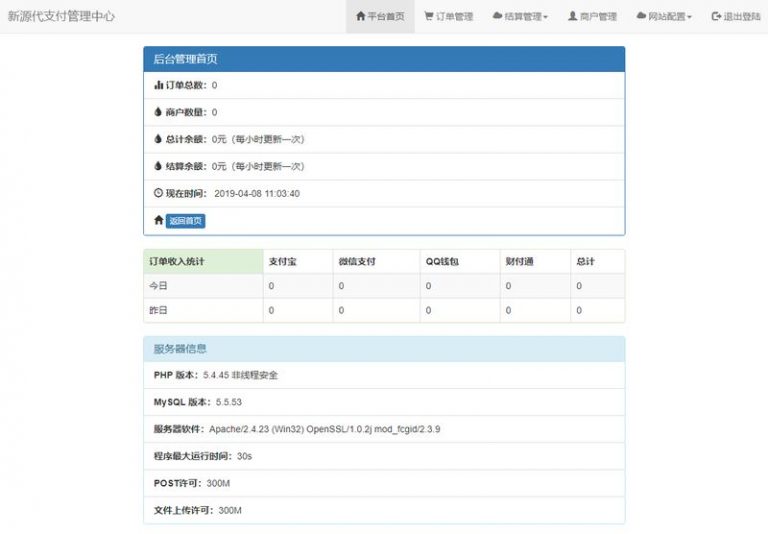 新源代支付管理中心 平台首页 订单管理 结算管理 商户管理 网站配置 退出登陆
后台管理首页
订单总数：0
商户数量：0
总计余额：0元（每小时更新一次）
结算余额：0元（每小时更新一次）
现在时间： 2019-04-08 11:03:40
返回首页
订单收入统计 支付宝 微信支付 QQ钱包 财付通 总计
今日 0 0 0 0 0
昨日 0 0 0 0 0
服务器信息
PHP 版本：5.4.45 非线程安全
MySQL 版本：5.5.53
服务器软件：Apache/2.4.23 (Win32) OpenSSL/1.0.2j mod_fcgid/2.3.9
程序最大运行时间：30s
POST许可：300M
文件上传许可：300M